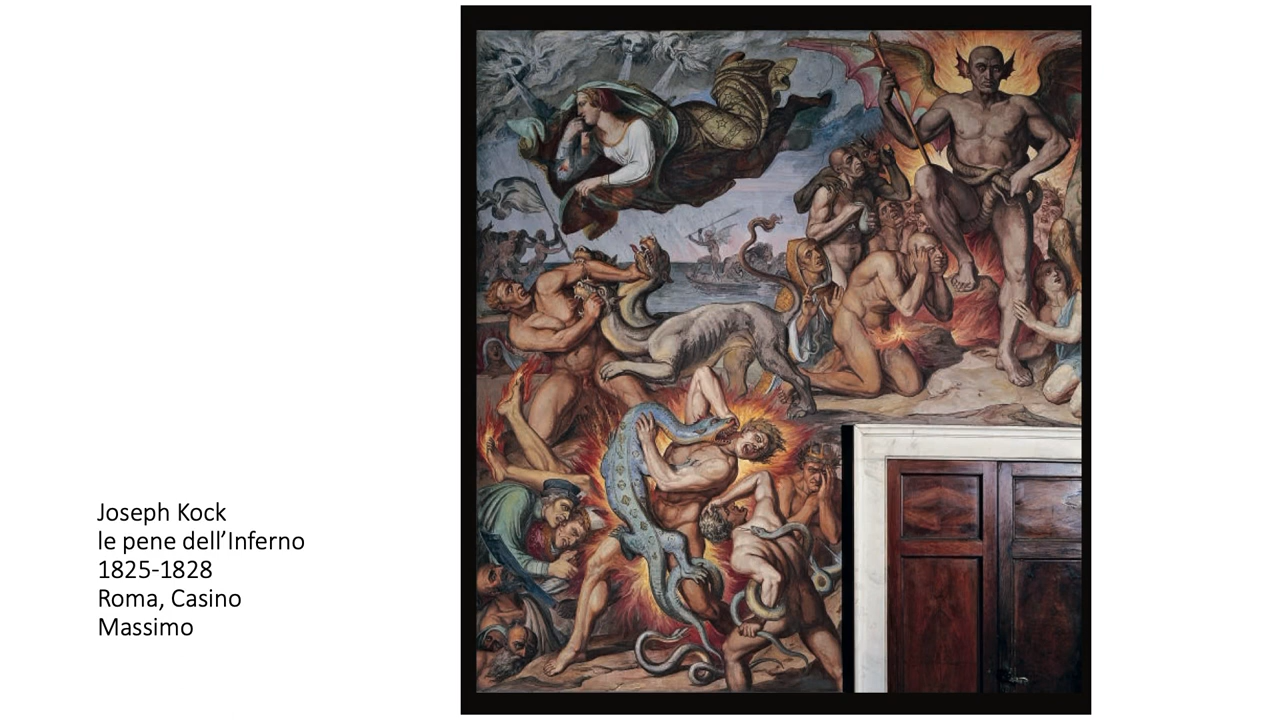 Joseph Kock
le pene dell’Inferno
1825-1828
Roma, Casino
Massimo